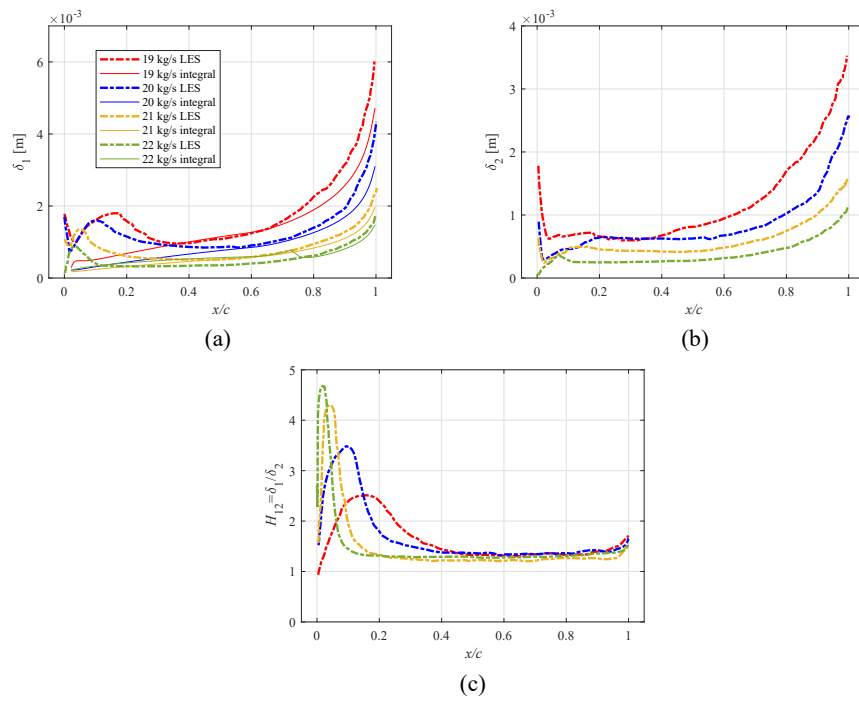 ×10⁻³
8
6
4
2
0
δ₁ [m]
19 kg/s LES
19 kg/s integral
20 kg/s LES
20 kg/s integral
21 kg/s LES
21 kg/s integral
22 kg/s LES
22 kg/s integral
0 0.2 0.4 0.6 0.8 1
x/c
(a)
×10⁻³
4
3
2
1
0
δ₂ [m]
0 0.2 0.4 0.6 0.8 1
x/c
(b)
5
4
3
2
1
0
H₁₂=δ₁/δ₂
0 0.2 0.4 0.6 0.8 1
x/c
(c)